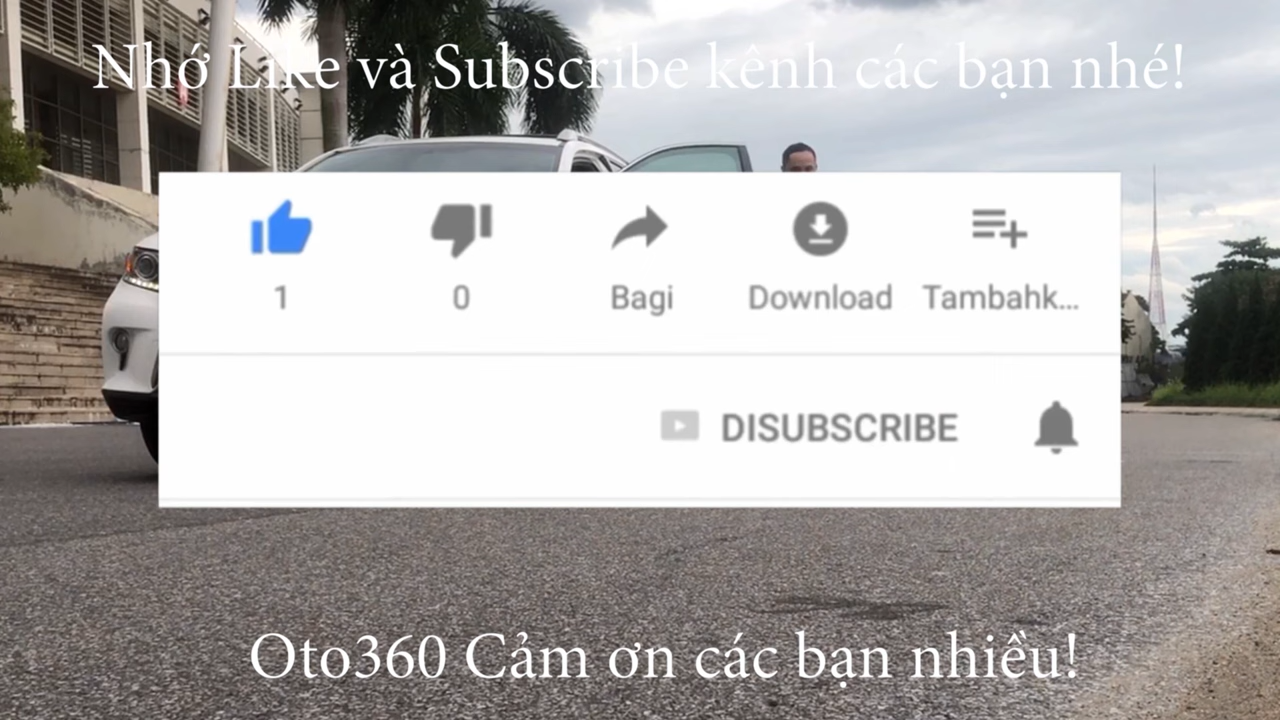 Nhớ Like và Subscribe kênh các bạn nhé!
1 0 Bagi Download Tambahk...
DISUBSCRIBE
Oto360 Cảm ơn các bạn nhiều!